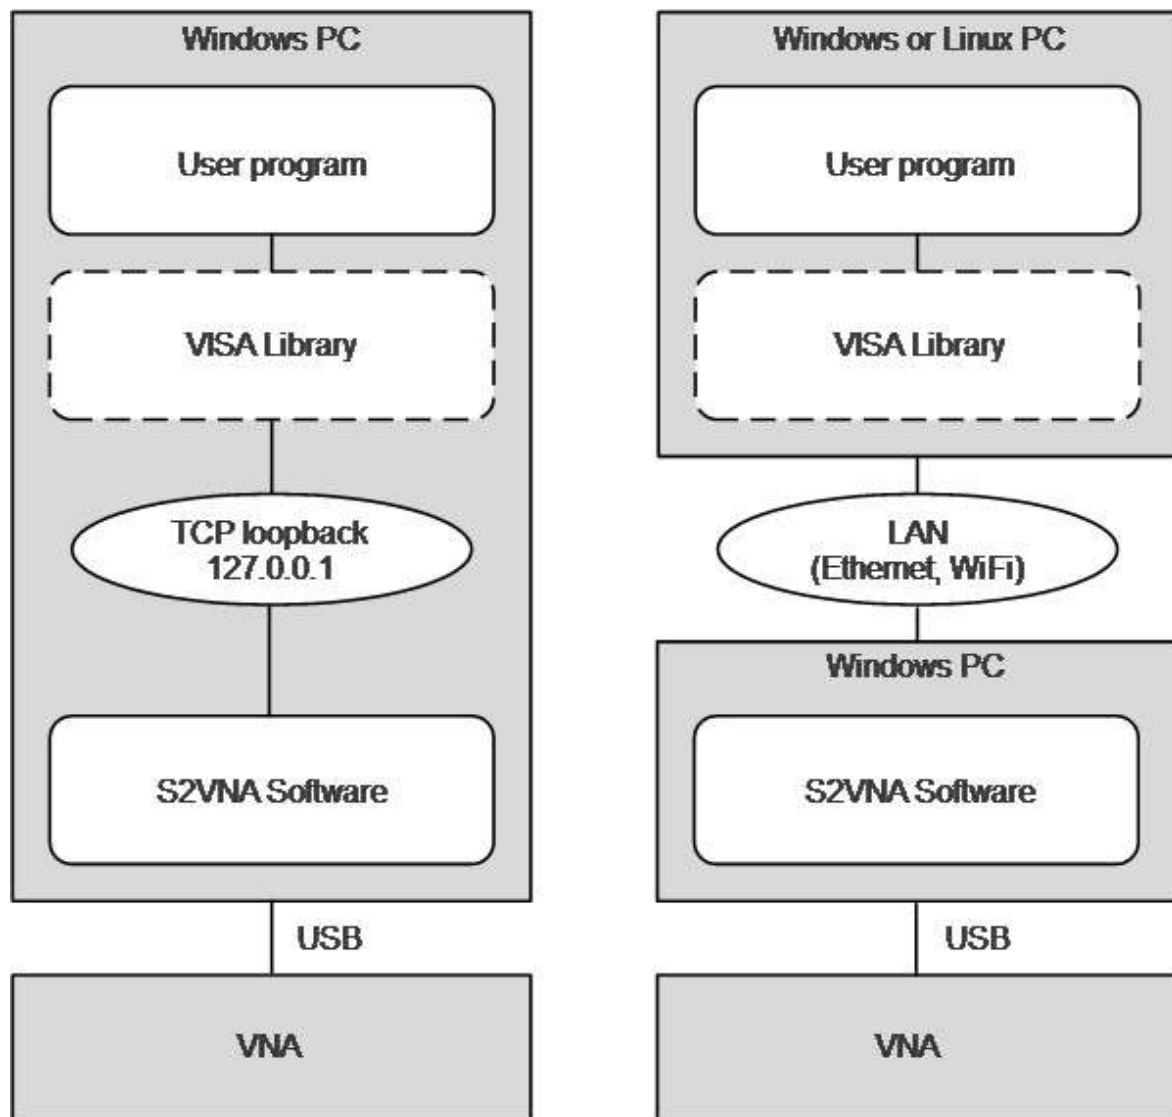 Windows PC
User program
VISA Library
TCP loopback
127.0.0.1
S2VNA Software
USB
VNA
Windows or Linux PC
User program
VISA Library
LAN
(Ethernet, WiFi)
Windows PC
S2VNA Software
USB
VNA